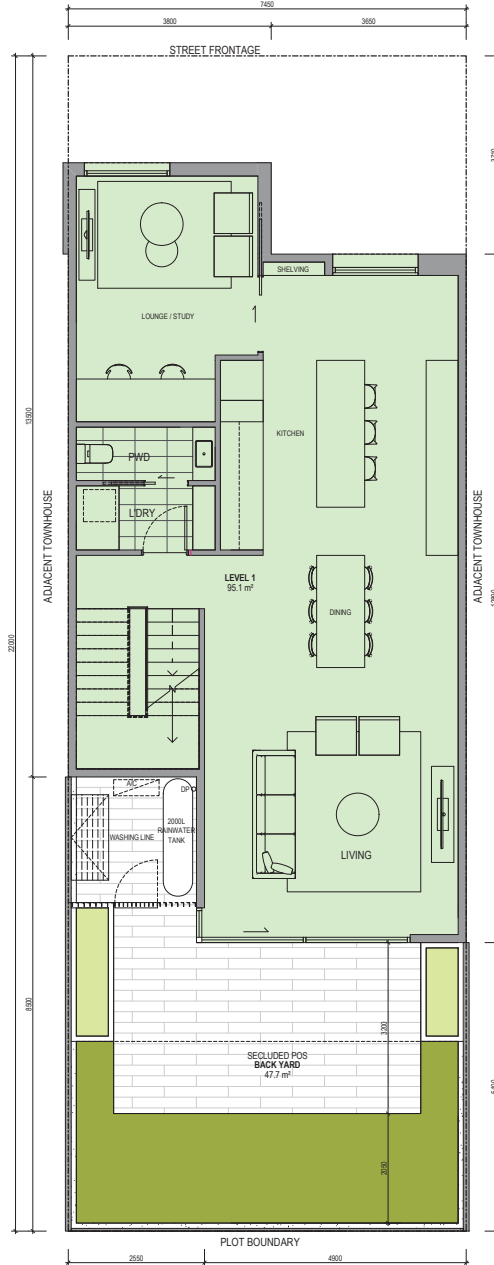 7450
3800
3650
STREET FRONTAGE
SHELVING
LOUNGE / STUDY
KITCHEN
13500
PWD
L'DRY
ADJACENT TOWNHOUSE
ADJACENT TOWNHOUSE
LEVEL 1
95.1 m²
DINING
22000
A/C
DP
2000L
RAINWATER
TANK
WASHING LINE
LIVING
8500
3200
SECLUDED POS
BACK YARD
47.7 m²
2050
PLOT BOUNDARY
2550
4900